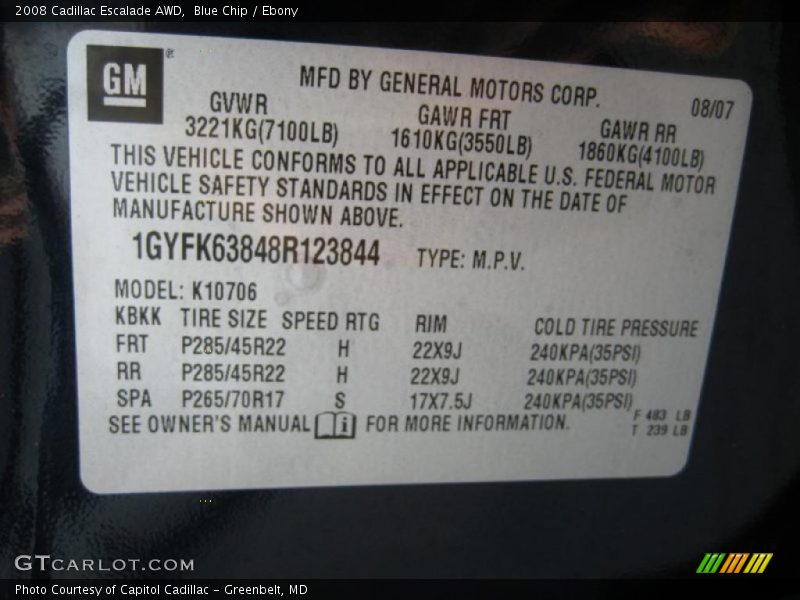 2008 Cadillac Escalade AWD, Blue Chip / Ebony
GM®
MFD BY GENERAL MOTORS CORP.
08/07
GVWR GAWR FRT GAWR RR
3221KG(7100LB) 1610KG(3550LB) 1860KG(4100LB)
THIS VEHICLE CONFORMS TO ALL APPLICABLE U.S. FEDERAL MOTOR
VEHICLE SAFETY STANDARDS IN EFFECT ON THE DATE OF
MANUFACTURE SHOWN ABOVE.
1GYFK63848R123844 TYPE: M.P.V.
MODEL: K10706
KBKK TIRE SIZE SPEED RTG RIM COLD TIRE PRESSURE
FRT P285/45R22 H 22X9J 240KPA(35PSI)
RR P285/45R22 H 22X9J 240KPA(35PSI)
SPA P265/70R17 S 17X7.5J 240KPA(35PSI)
SEE OWNER'S MANUAL i FOR MORE INFORMATION.
F 483 LB
T 239 LB
GTCARLOT.COM
Photo Courtesy of Capitol Cadillac - Greenbelt, MD